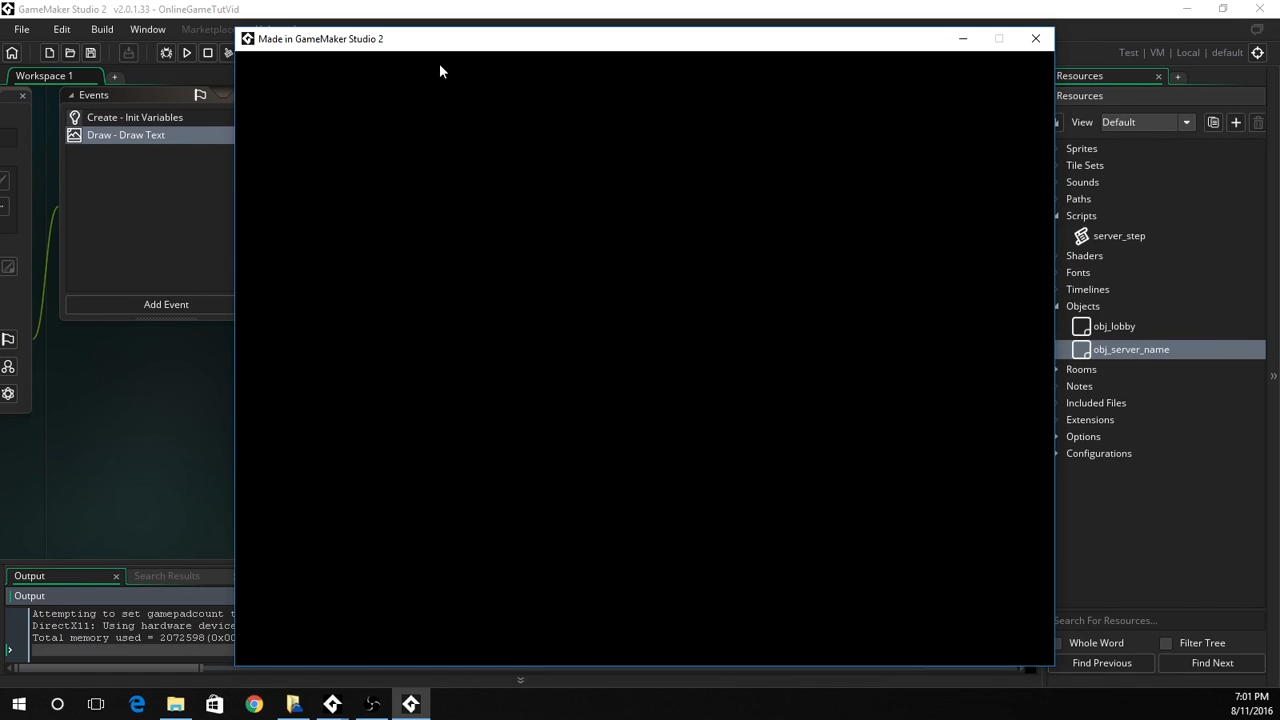 GameMaker Studio 2 v2.0.1.33 - OnlineGameTutVid
File Edit Build Window Marketplace
Made in GameMaker Studio 2
Test | VM | Local | default
Workspace 1
Events
Create - Init Variables
Draw - Draw Text
Add Event
Resources
Resources
View Default
Sprites
Tile Sets
Sounds
Paths
Scripts
server_step
Shaders
Fonts
Timelines
Objects
obj_lobby
obj_server_name
Rooms
Notes
Included Files
Extensions
Options
Configurations
Search For Resources...
Whole Word Filter Tree
Find Previous Find Next
Output Search Results
Output
Attempting to set gamepadcount
DirectX11: Using hardware device
Total memory used = 2072598(0x00
7:01 PM
8/11/2016